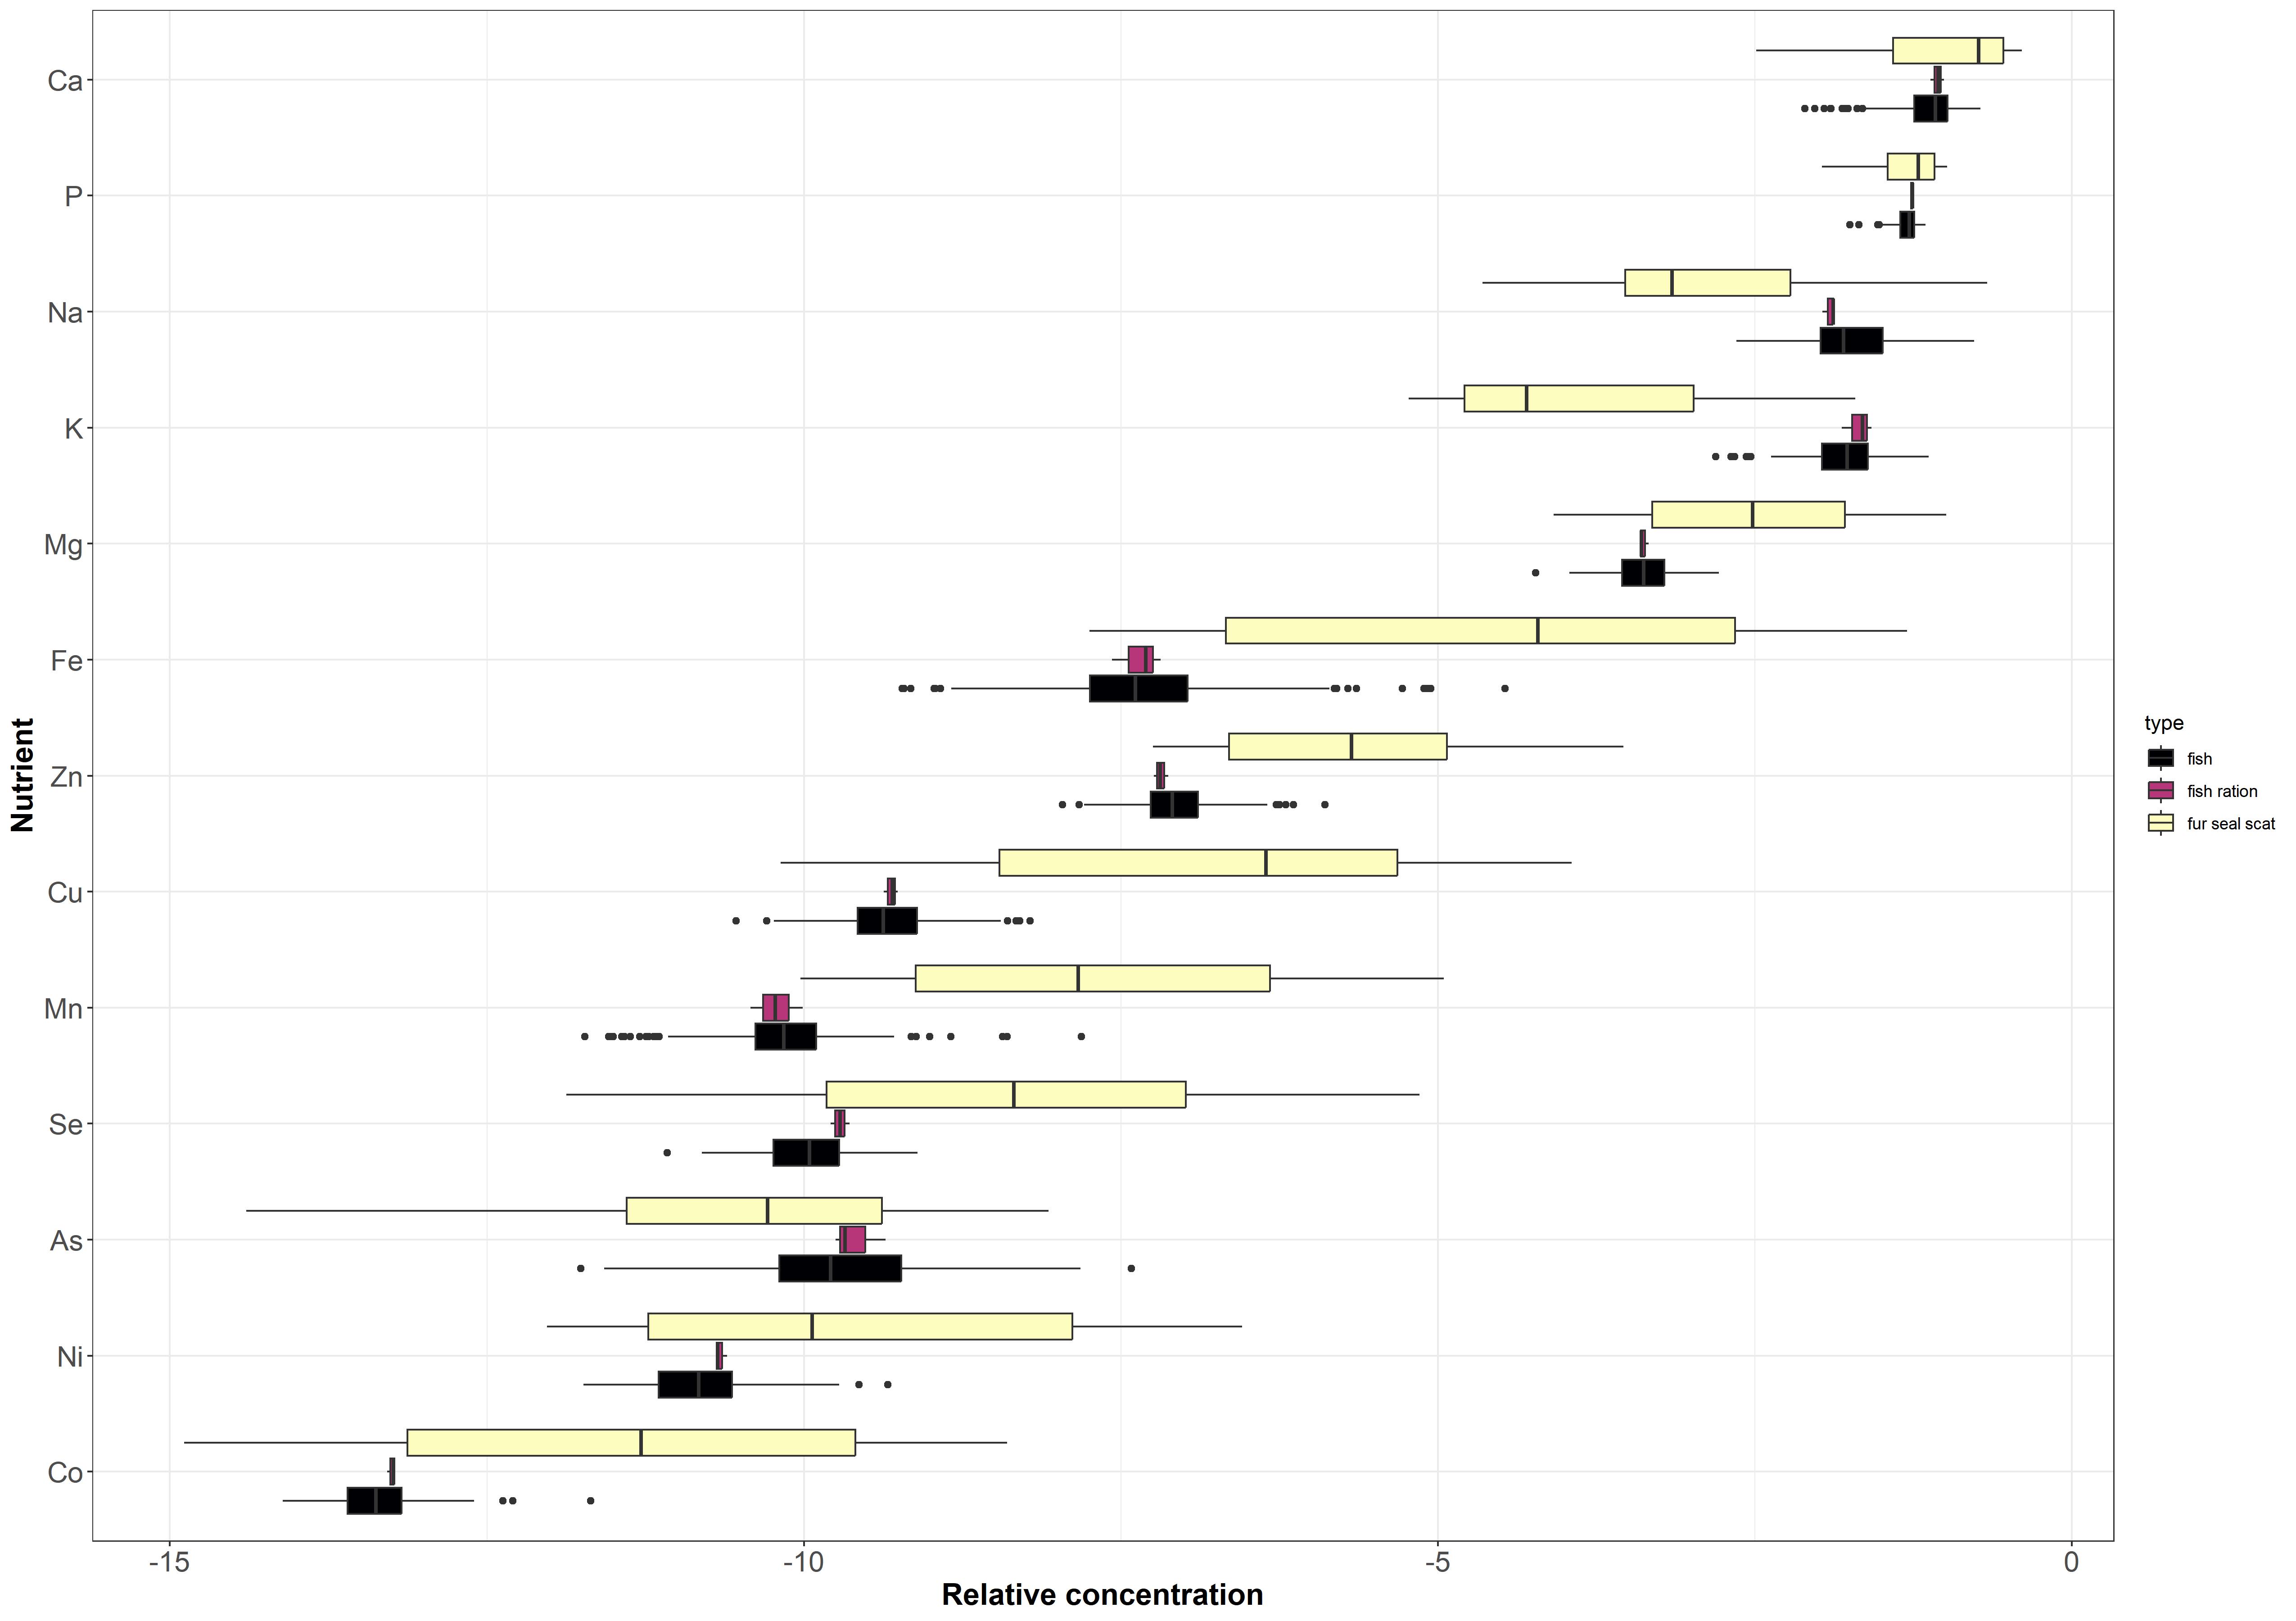 Ca
P
Na
K
Mg
Fe
Zn
Cu
Mn
Se
As
Ni
Co
Nutrient
-15
-10
-5
0
Relative concentration
type
fish
fish ration
fur seal scat